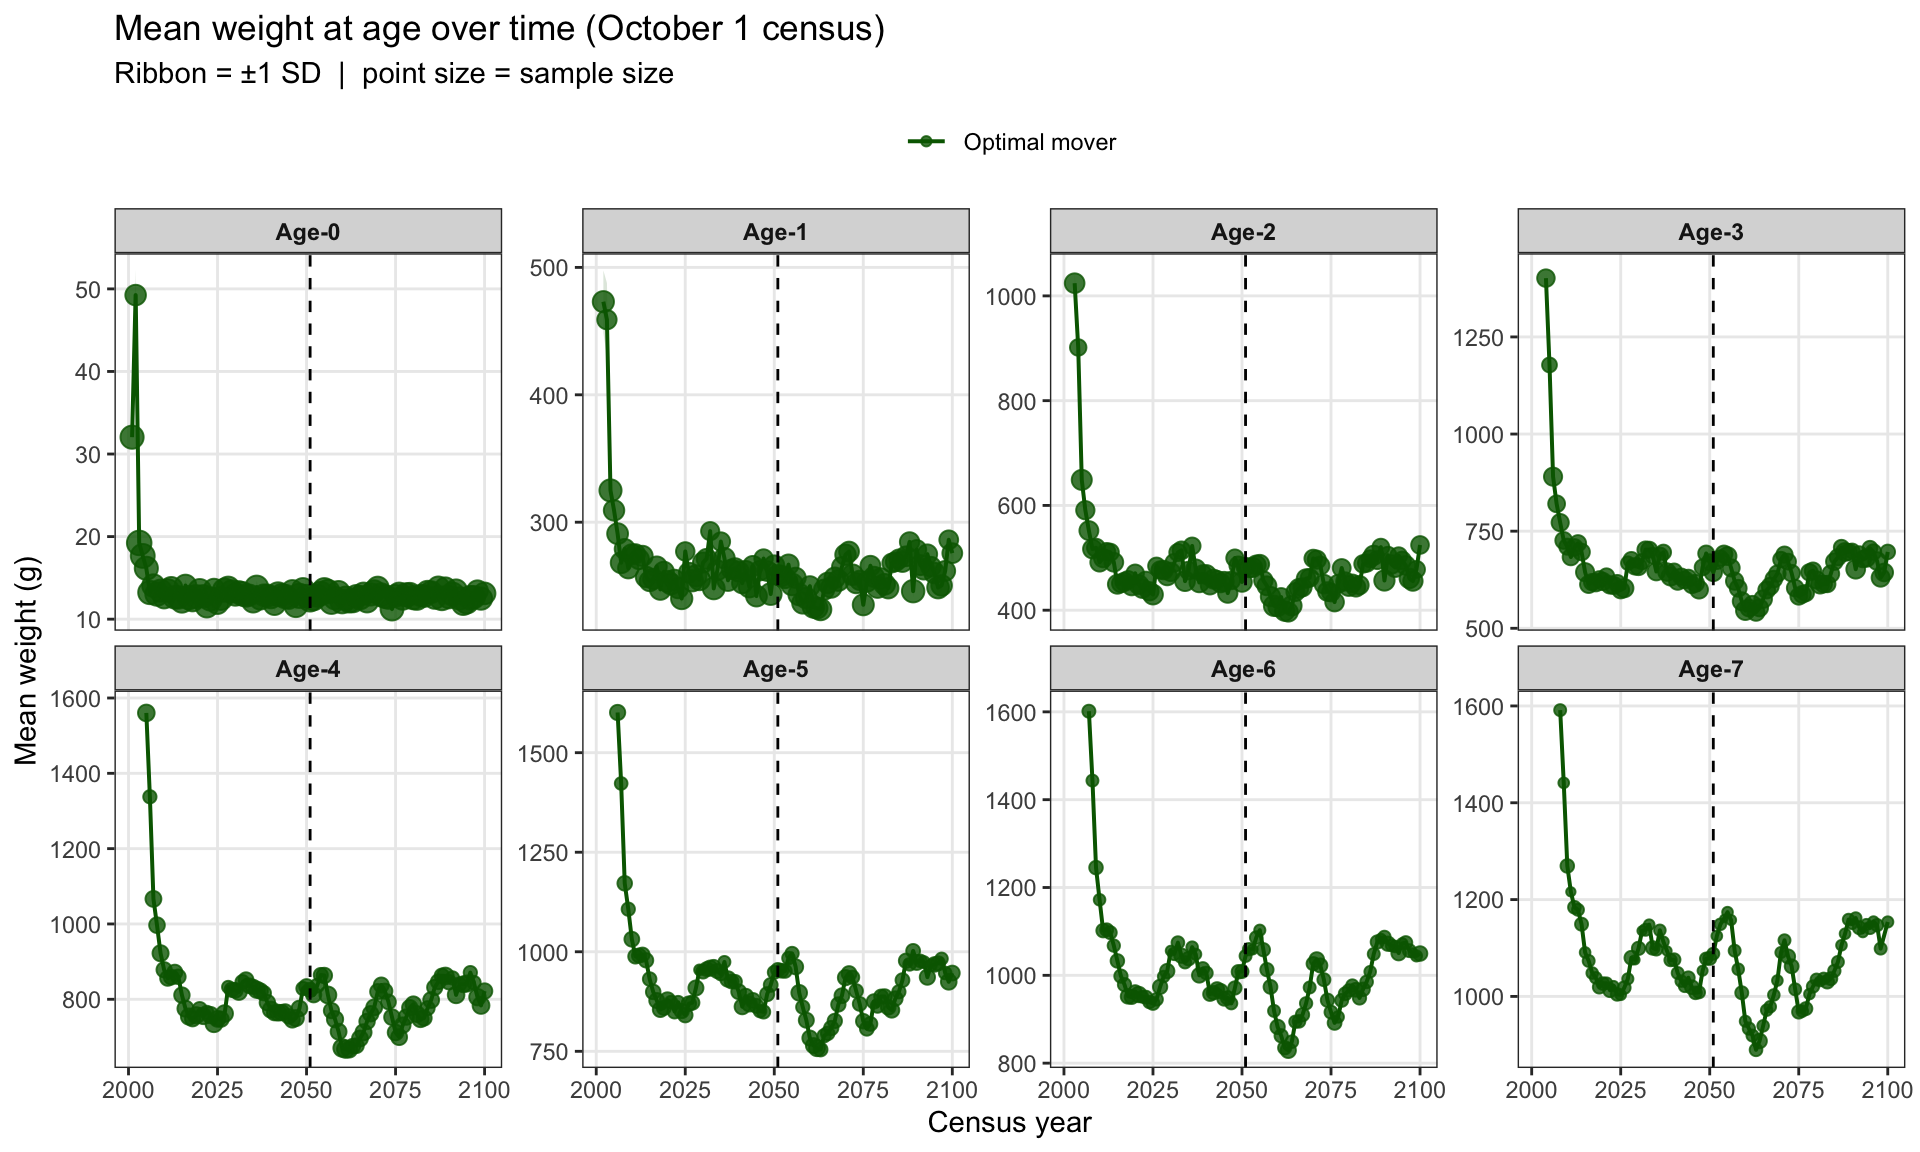 Mean weight at age over time (October 1 census)
Ribbon = ±1 SD | point size = sample size
Optimal mover
Age-0
Age-1
Age-2
Age-3
50
40
30
20
10
500
400
300
1000
800
600
400
1250
1000
750
500
Age-4
Age-5
Age-6
Age-7
1600
1400
1200
1000
800
1500
1250
1000
750
1600
1400
1200
1000
800
1600
1400
1200
1000
2000 2025 2050 2075 2100
2000 2025 2050 2075 2100
2000 2025 2050 2075 2100
2000 2025 2050 2075 2100
Mean weight (g)
Census year